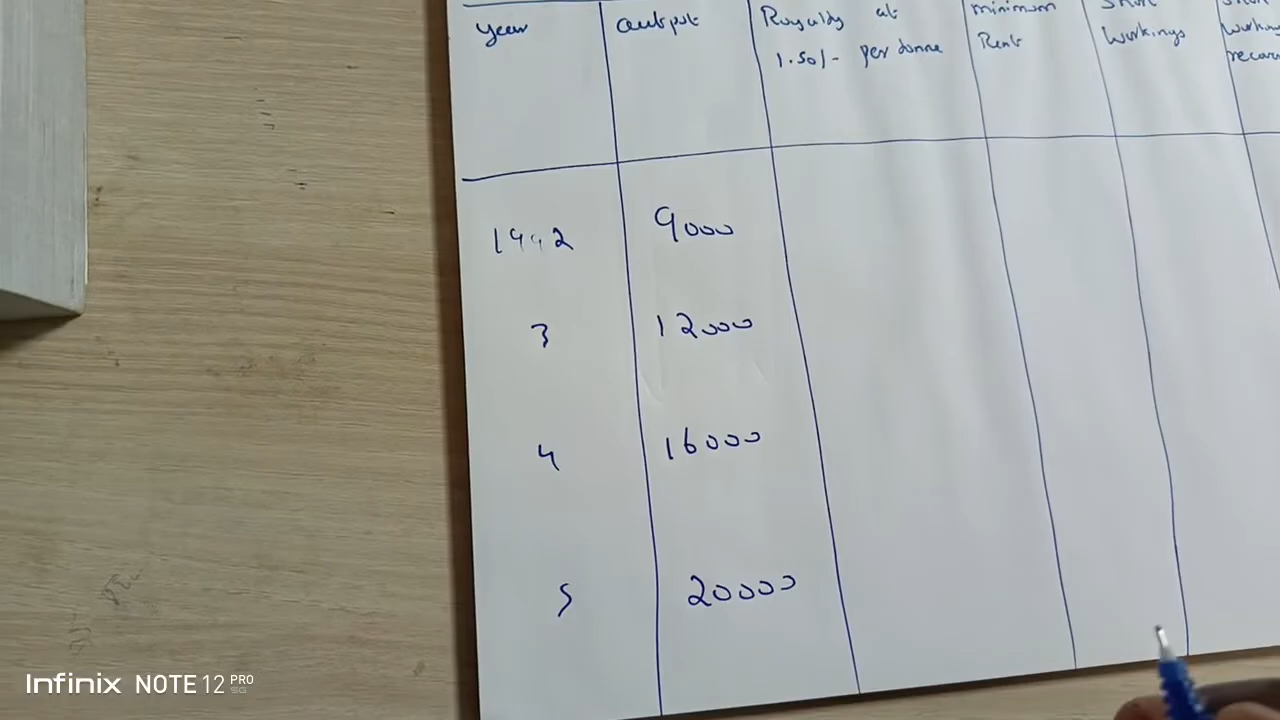 year output Royalty at minimum Short
1.50/- per tonne Rent Workings
1992 9000
3 12000
4 16000
5 20000
Infinix NOTE 12 PRO 5G